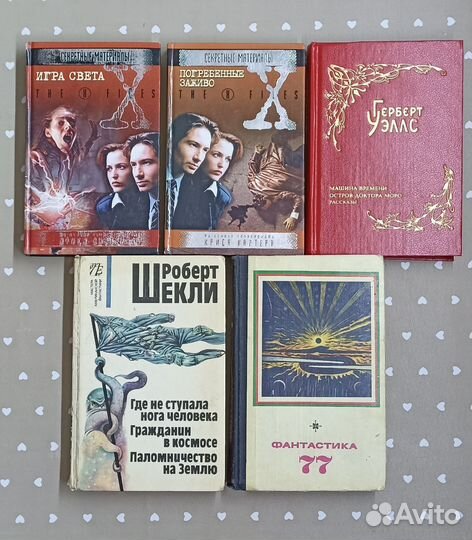 СЕКРЕТНЫЕ МАТЕРИАЛЫ
ИГРА СВЕТА
THE X FILES
X
СЕКРЕТНЫЕ МАТЕРИАЛЫ
ПОГРЕБЕННЫЕ
ЗАЖИВО
THE X FILES
X
КРИСА КАРТЕРА
ГЕРБЕРТ
УЭЛЛС
МАШИНА ВРЕМЕНИ
ОСТРОВ ДОКТОРА МОРО
РАССКАЗЫ
РОБЕРТ
ШЕКЛИ
Где не ступала
нога человека
Гражданин
в космосе
Паломничество
на Землю
ФАНТАСТИКА
77
Avito